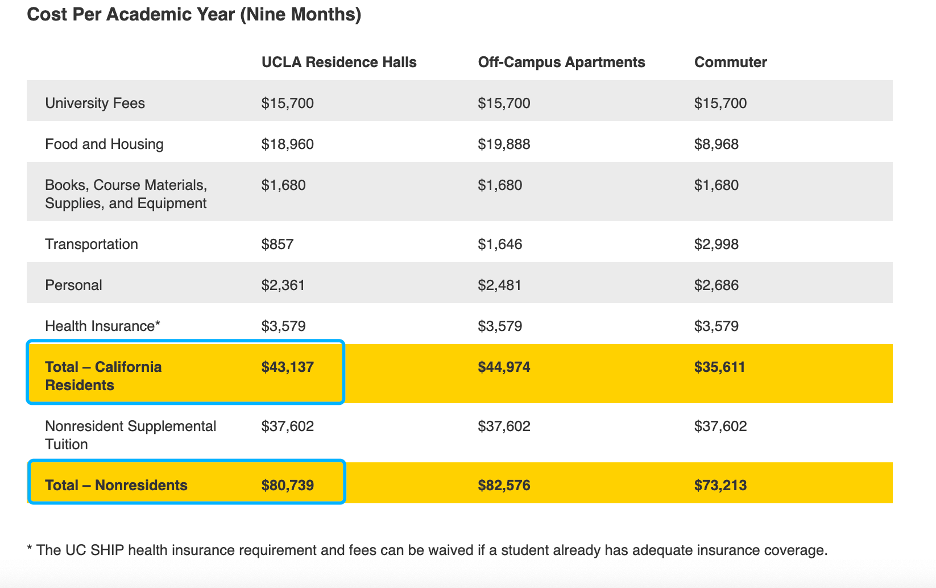 Cost Per Academic Year (Nine Months)
UCLA Residence Halls Off-Campus Apartments Commuter
University Fees $15,700 $15,700 $15,700
Food and Housing $18,960 $19,888 $8,968
Books, Course Materials, $1,680 $1,680 $1,680
Supplies, and Equipment
Transportation $857 $1,646 $2,998
Personal $2,361 $2,481 $2,686
Health Insurance* $3,579 $3,579 $3,579
Total – California $43,137 $44,974 $35,611
Residents
Nonresident Supplemental $37,602 $37,602 $37,602
Tuition
Total – Nonresidents $80,739 $82,576 $73,213
* The UC SHIP health insurance requirement and fees can be waived if a student already has adequate insurance coverage.